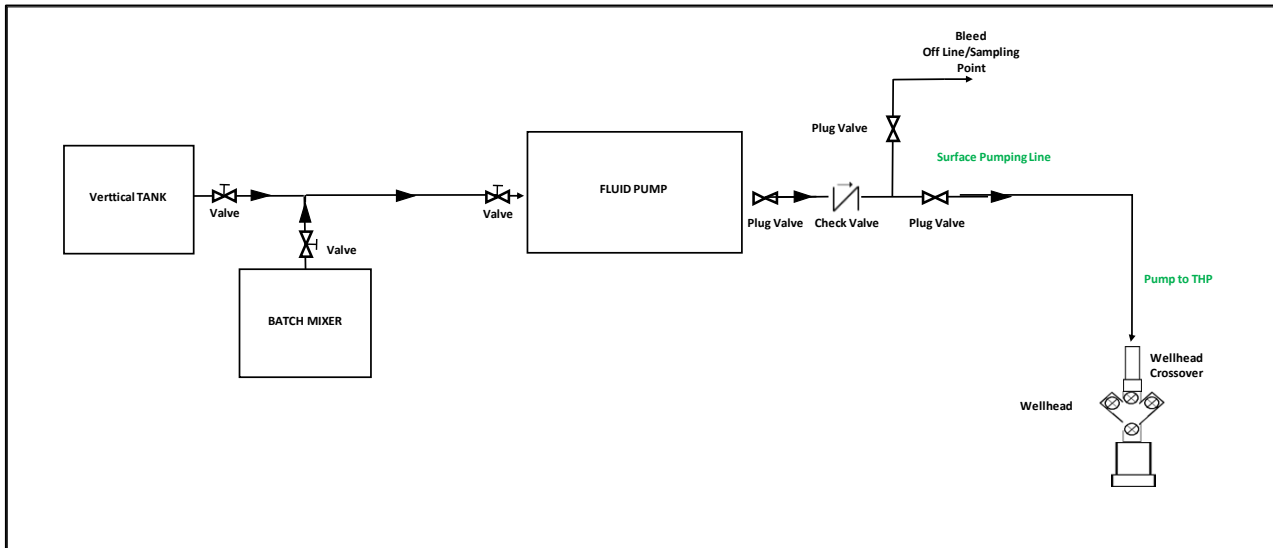 Bleed
Off Line/Sampling
Point
Plug Valve
Surface Pumping Line
Verttical TANK
Valve
FLUID PUMP
Valve
Plug Valve
Check Valve
Plug Valve
Valve
BATCH MIXER
Pump to THP
Wellhead
Crossover
Wellhead